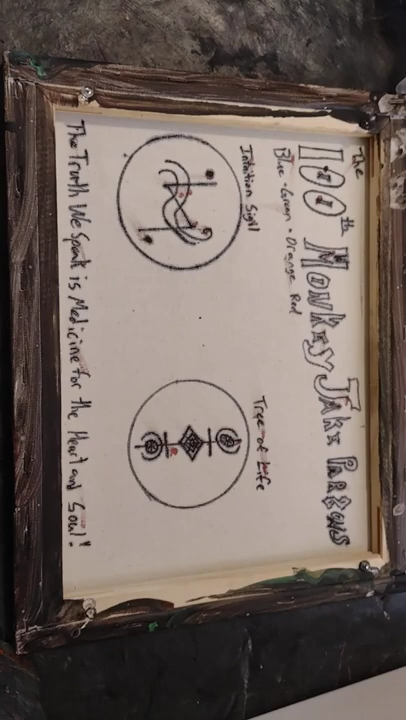 The
100th Monkey Jake Parsons
Blue - Green - Orange Red
Intuition Sigil
Tree of Life
The Truth We Speak is Medicine for the Heart and Soul!